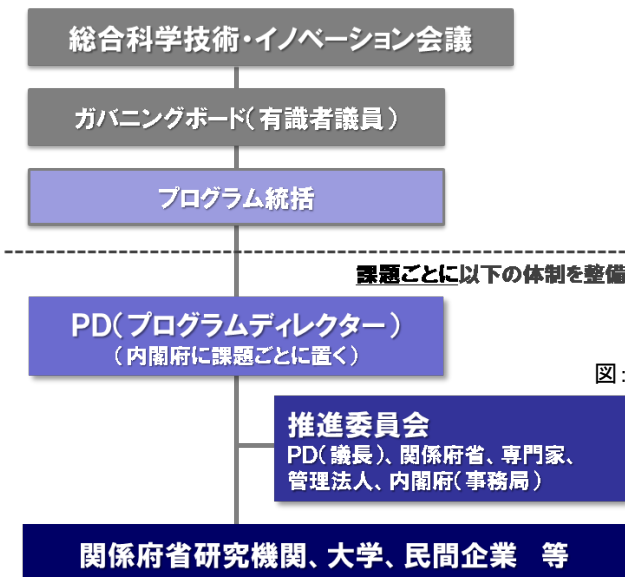 総合科学技術・イノベーション会議
ガバニングボード(有識者議員)
プログラム統括
課題ごとに以下の体制を整備
PD(プログラムディレクター)
(内閣府に課題ごとに置く)
図:
推進委員会
PD(議長)、関係府省、専門家、
管理法人、内閣府(事務局)
関係府省研究機関、大学、民間企業 等